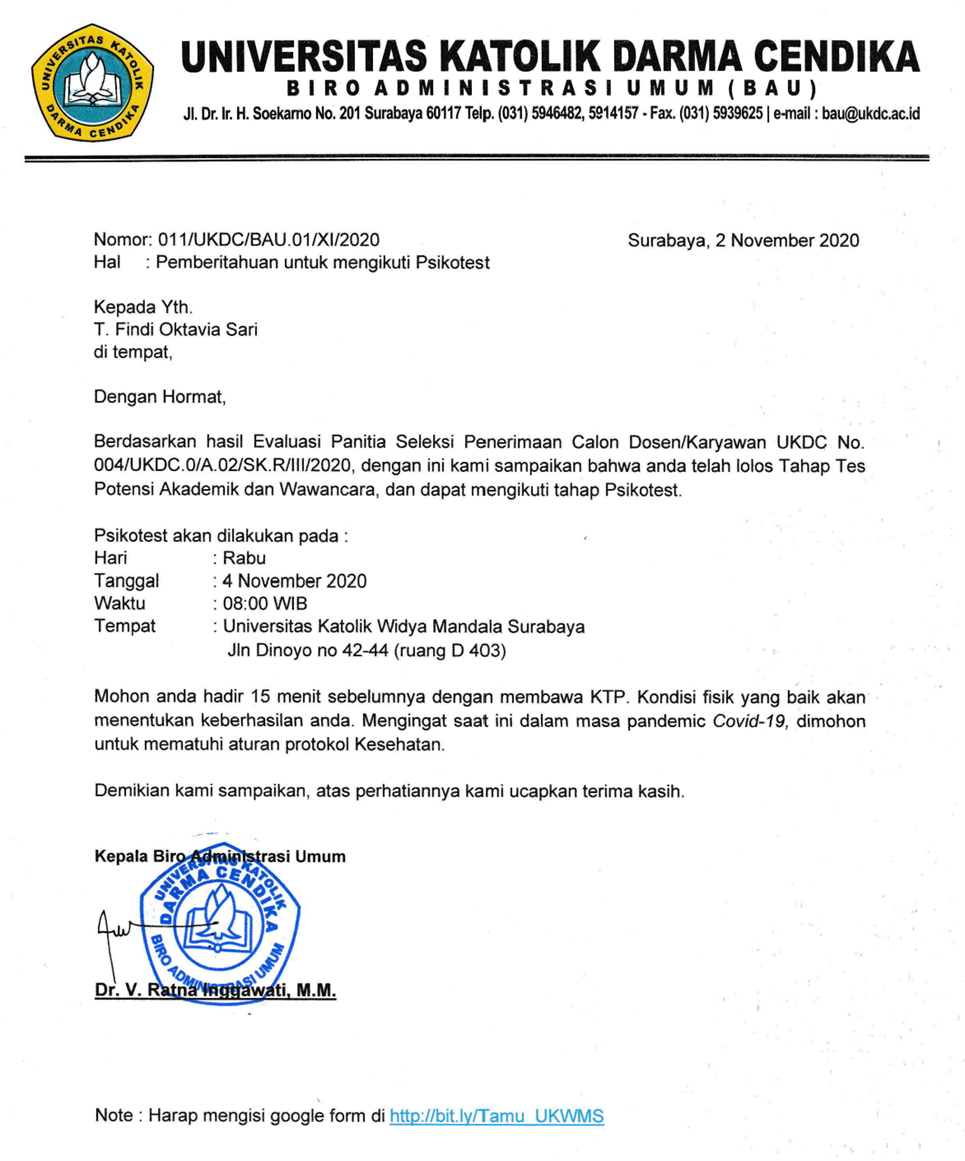 UNIVERSITAS KATOLIK
DARMA CENDIKA
UNIVERSITAS KATOLIK DARMA CENDIKA
BIRO ADMINISTRASI UMUM (BAU)
Jl. Dr. Ir. H. Soekarno No. 201 Surabaya 60117 Telp. (031) 5946482, 5914157 - Fax. (031) 5939625 | e-mail : bau@ukdc.ac.id
Nomor: 011/UKDC/BAU.01/XI/2020
Surabaya, 2 November 2020
Hal : Pemberitahuan untuk mengikuti Psikotest
Kepada Yth.
T. Findi Oktavia Sari
di tempat,
Dengan Hormat,
Berdasarkan hasil Evaluasi Panitia Seleksi Penerimaan Calon Dosen/Karyawan UKDC No.
004/UKDC.0/A.02/SK.R/III/2020, dengan ini kami sampaikan bahwa anda telah lolos Tahap Tes
Potensi Akademik dan Wawancara, dan dapat mengikuti tahap Psikotest.
Psikotest akan dilakukan pada :
Hari : Rabu
Tanggal : 4 November 2020
Waktu : 08:00 WIB
Tempat : Universitas Katolik Widya Mandala Surabaya
Jln Dinoyo no 42-44 (ruang D 403)
Mohon anda hadir 15 menit sebelumnya dengan membawa KTP. Kondisi fisik yang baik akan
menentukan keberhasilan anda. Mengingat saat ini dalam masa pandemic Covid-19, dimohon
untuk mematuhi aturan protokol Kesehatan.
Demikian kami sampaikan, atas perhatiannya kami ucapkan terima kasih.
Kepala Biro Administrasi Umum
UNIVERSITAS KATOLIK
DARMA CENDIKA
BIRO ADMINISTRASI UMUM
Dr. V. Ratna Inggawati, M.M.
Note : Harap mengisi google form di http://bit.ly/Tamu_UKWMS